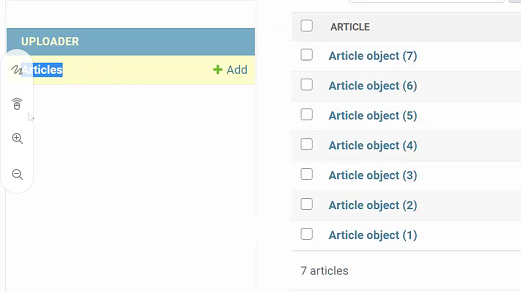 UPLOADER
Articles
Add
ARTICLE
Article object (7)
Article object (6)
Article object (5)
Article object (4)
Article object (3)
Article object (2)
Article object (1)
7 articles